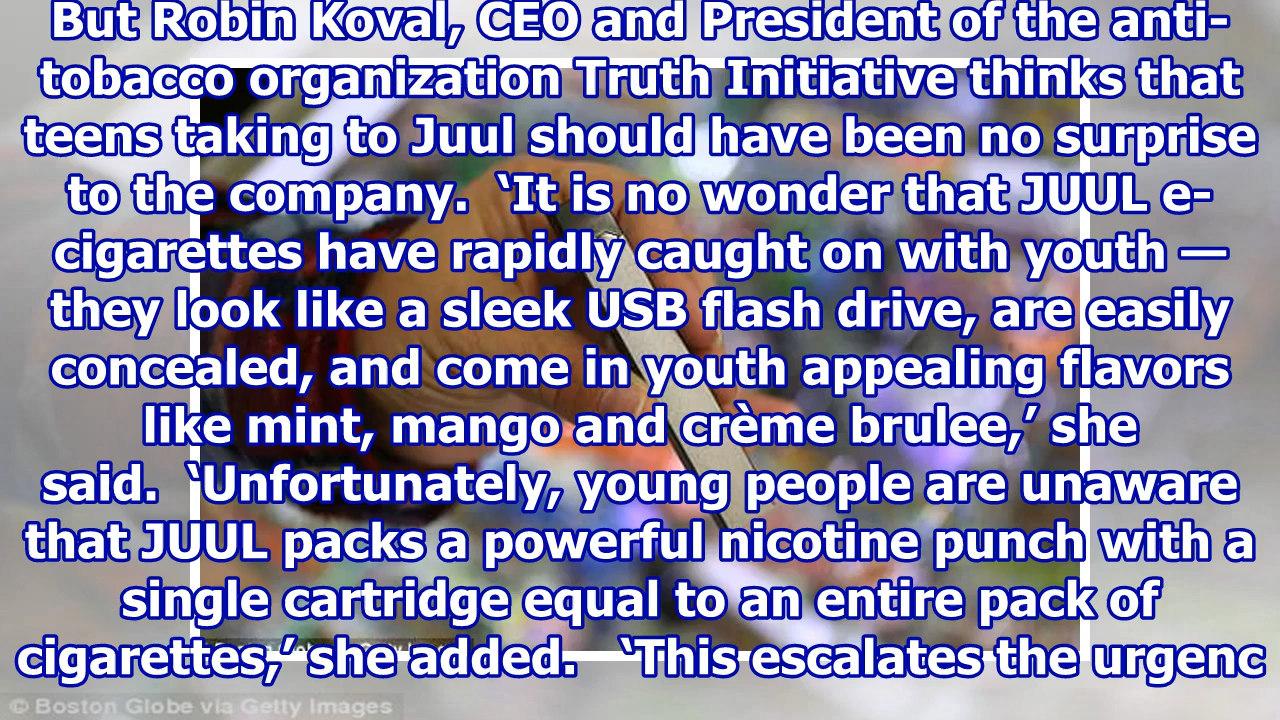 But Robin Koval, CEO and President of the anti-
tobacco organization Truth Initiative thinks that
teens taking to Juul should have been no surprise
to the company.  ‘It is no wonder that JUUL e-
cigarettes have rapidly caught on with youth —
they look like a sleek USB flash drive, are easily
concealed, and come in youth appealing flavors
like mint, mango and crème brulee,’ she
said.  ‘Unfortunately, young people are unaware
that JUUL packs a powerful nicotine punch with a
single cartridge equal to an entire pack of
cigarettes,’ she added.   ‘This escalates the urgenc
© Boston Globe via Getty Images